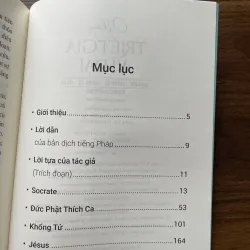 Mục lục
• Giới thiệu 5
• Lời dẫn
của bản dịch tiếng Pháp 9
• Lời tựa của tác giả
(Trích đoạn) 11
• Socrate 13
• Đức Phật Thích Ca 53
• Khổng Tử 101
• Jésus 164